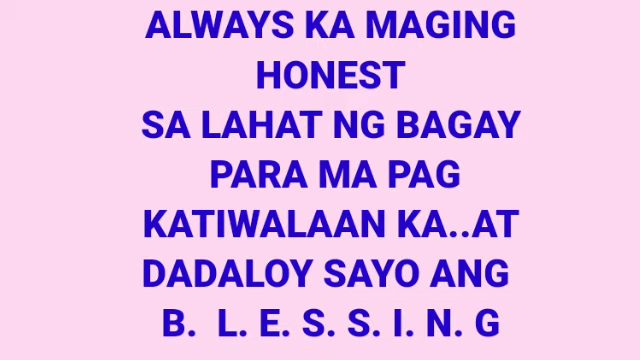 ALWAYS KA MAGING
HONEST
SA LAHAT NG BAGAY
PARA MA PAG
KATIWALAAN KA..AT
DADALOY SAYO ANG
B. L. E. S. S. I. N. G